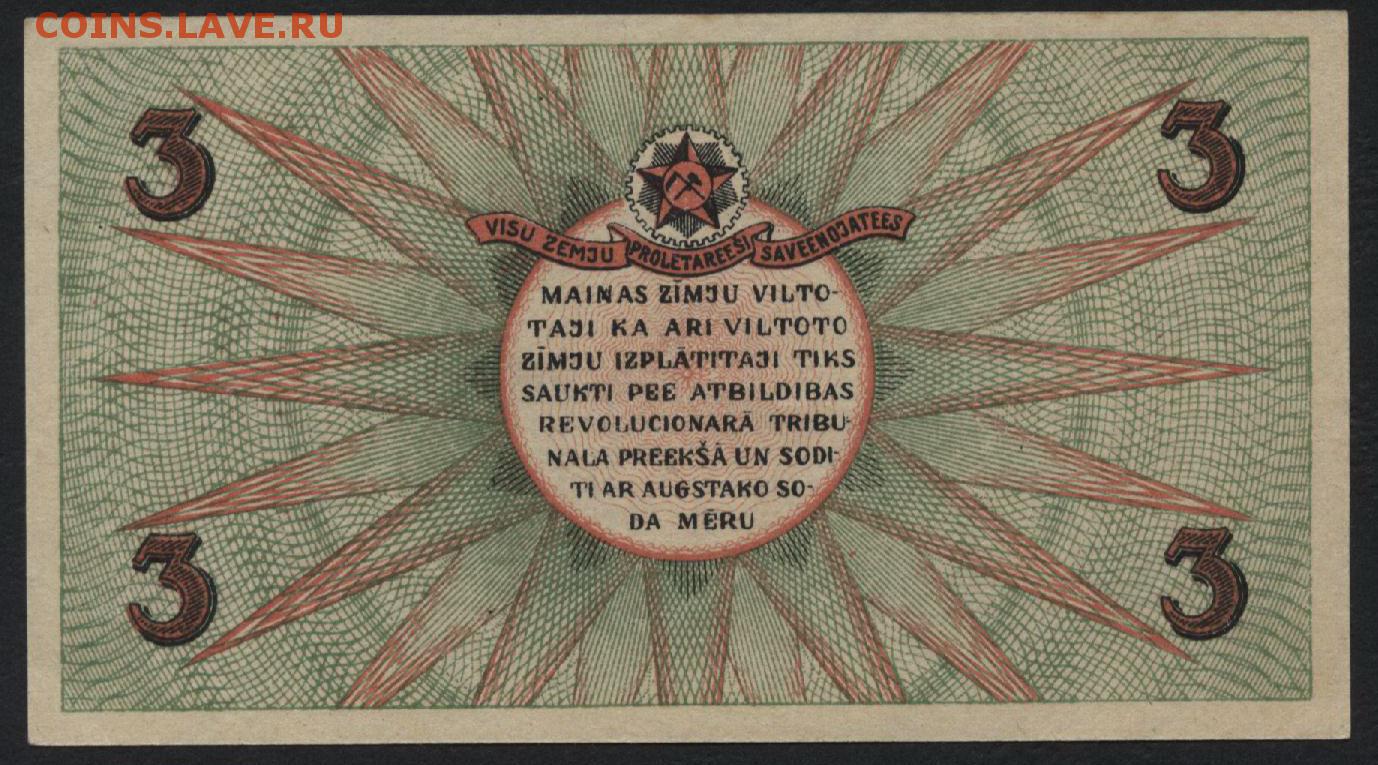 COINS.LAVE.RU
3
3
VISU ZEMJU PROLETAREEŠI SAVEENOJATEES
MAINAS ZĪMJU VILTO-
TAJI KA ARI VILTOTO
ZĪMJU IZPLĀTITAJI TIKS
SAUKTI PEE ATBILDIBAS
REVOLUCIONARĀ TRIBU-
NALA PREEKŠĀ UN SODI-
TI AR AUGSTAKO SO-
DA MĒRU
3
3